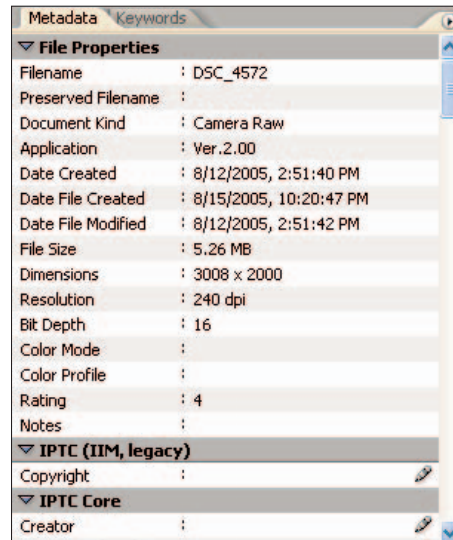 Metadata Keywords
File Properties
Filename : DSC_4572
Preserved Filename :
Document Kind : Camera Raw
Application : Ver.2.00
Date Created : 8/12/2005, 2:51:40 PM
Date File Created : 8/15/2005, 10:20:47 PM
Date File Modified : 8/12/2005, 2:51:42 PM
File Size : 5.26 MB
Dimensions : 3008 x 2000
Resolution : 240 dpi
Bit Depth : 16
Color Mode :
Color Profile :
Rating : 4
Notes :
IPTC (IIM, legacy)
Copyright :
IPTC Core
Creator :